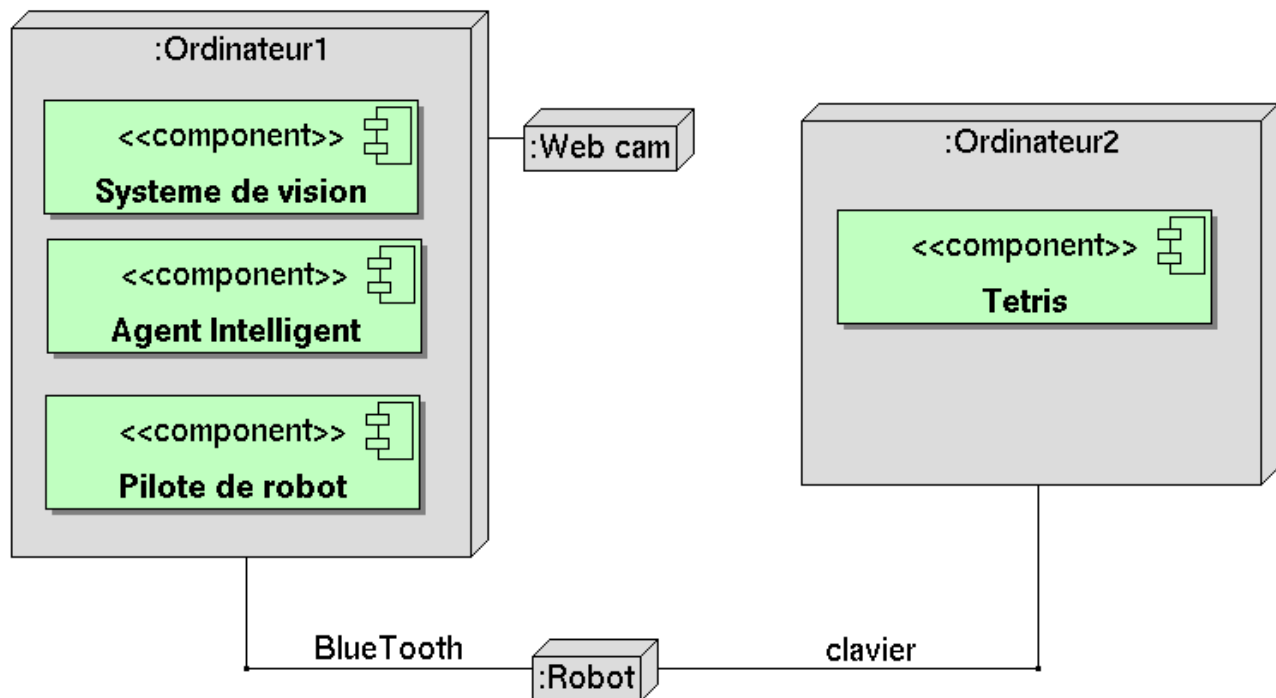 :Ordinateur1
<<component>>
Systeme de vision
<<component>>
Agent Intelligent
<<component>>
Pilote de robot
:Web cam
:Ordinateur2
<<component>>
Tetris
BlueTooth
:Robot
clavier